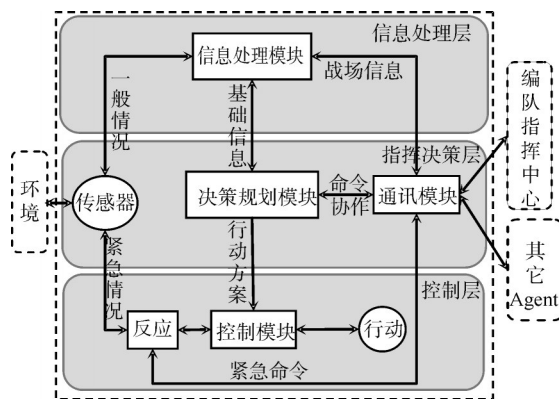 信息处理层
信息处理模块
战场信息
一般情况
基础信息
编队指挥中心
指挥决策层
环境
传感器
决策规划模块
命令
协作
通讯模块
紧急情况
行动方案
其它
Agent
控制层
反应
控制模块
行动
紧急命令